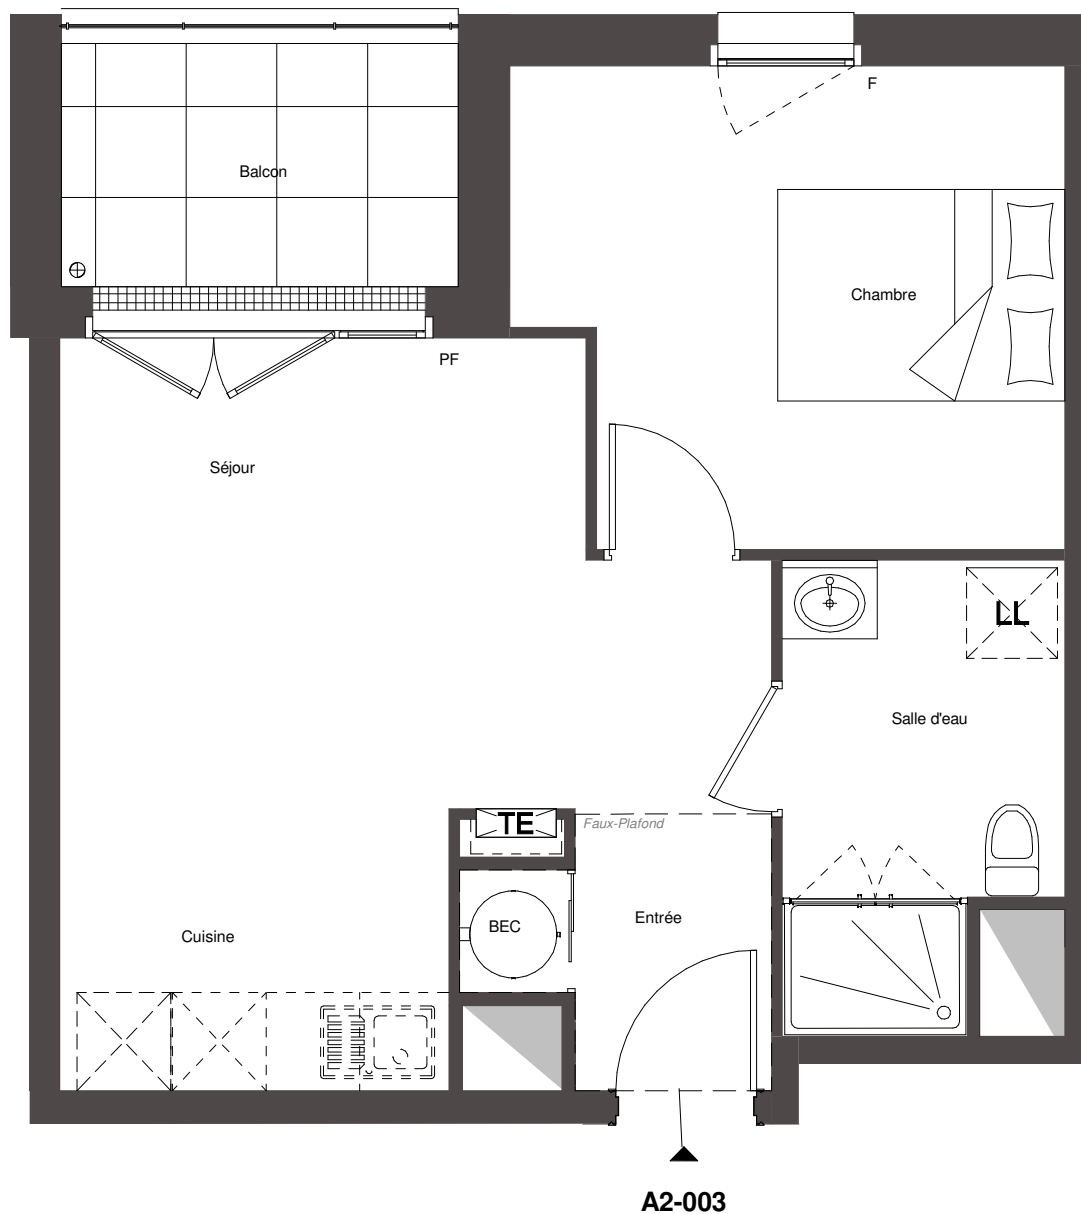 F
Balcon
Chambre
PF
Séjour
LL
Salle d'eau
TE
Faux-Plafond
BEC
Entrée
Cuisine
A2-003